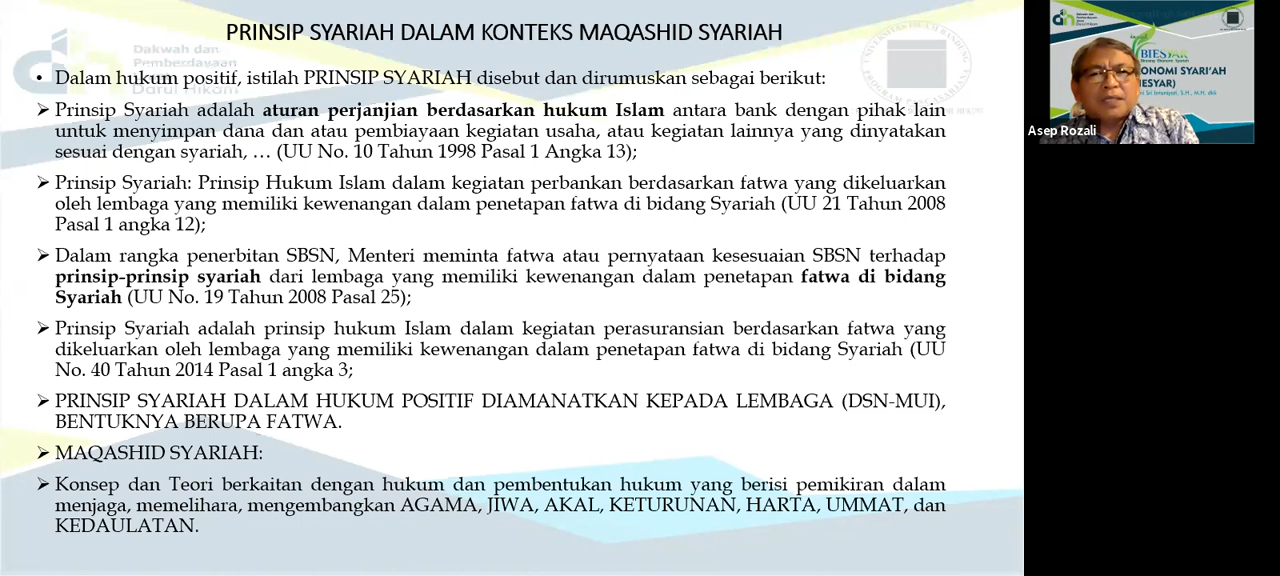 PRINSIP SYARIAH DALAM KONTEKS MAQASHID SYARIAH
Dakwah dan
Pemberdayaan
Darul Hikam
• Dalam hukum positif, istilah PRINSIP SYARIAH disebut dan dirumuskan sebagai berikut:
➢ Prinsip Syariah adalah aturan perjanjian berdasarkan hukum Islam antara bank dengan pihak lain
untuk menyimpan dana dan atau pembiayaan kegiatan usaha, atau kegiatan lainnya yang dinyatakan
sesuai dengan syariah, … (UU No. 10 Tahun 1998 Pasal 1 Angka 13);
➢ Prinsip Syariah: Prinsip Hukum Islam dalam kegiatan perbankan berdasarkan fatwa yang dikeluarkan
oleh lembaga yang memiliki kewenangan dalam penetapan fatwa di bidang Syariah (UU 21 Tahun 2008
Pasal 1 angka 12);
➢ Dalam rangka penerbitan SBSN, Menteri meminta fatwa atau pernyataan kesesuaian SBSN terhadap
prinsip-prinsip syariah dari lembaga yang memiliki kewenangan dalam penetapan fatwa di bidang
Syariah (UU No. 19 Tahun 2008 Pasal 25);
➢ Prinsip Syariah adalah prinsip hukum Islam dalam kegiatan perasuransian berdasarkan fatwa yang
dikeluarkan oleh lembaga yang memiliki kewenangan dalam penetapan fatwa di bidang Syariah (UU
No. 40 Tahun 2014 Pasal 1 angka 3;
➢ PRINSIP SYARIAH DALAM HUKUM POSITIF DIAMANATKAN KEPADA LEMBAGA (DSN-MUI),
BENTUKNYA BERUPA FATWA.
➢ MAQASHID SYARIAH:
➢ Konsep dan Teori berkaitan dengan hukum dan pembentukan hukum yang berisi pemikiran dalam
menjaga, memelihara, mengembangkan AGAMA, JIWA, AKAL, KETURUNAN, HARTA, UMMAT, dan
KEDAULATAN.
BIESYAR
ONOMI SYARI'AH
IESYAR)
Asep Rozali